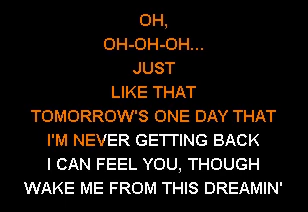 OH,
OH-OH-OH...
JUST
LIKE THAT
TOMORROW'S ONE DAY THAT
I'M NEVER GETTING BACK
I CAN FEEL YOU, THOUGH
WAKE ME FROM THIS DREAMIN'